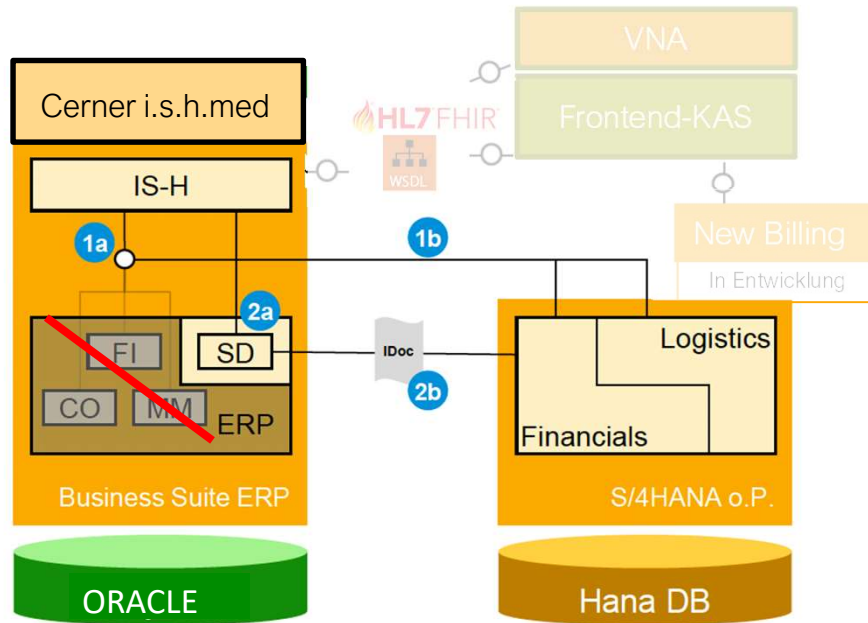 VNA
Cerner i.s.h.med
HL7 FHIR
Frontend-KAS
WSDL
IS-H
1a
1b
New Billing
In Entwicklung
2a
FI
SD
IDoc
Logistics
2b
CO
MM
ERP
Financials
Business Suite ERP
S/4HANA o.P.
ORACLE
Hana DB